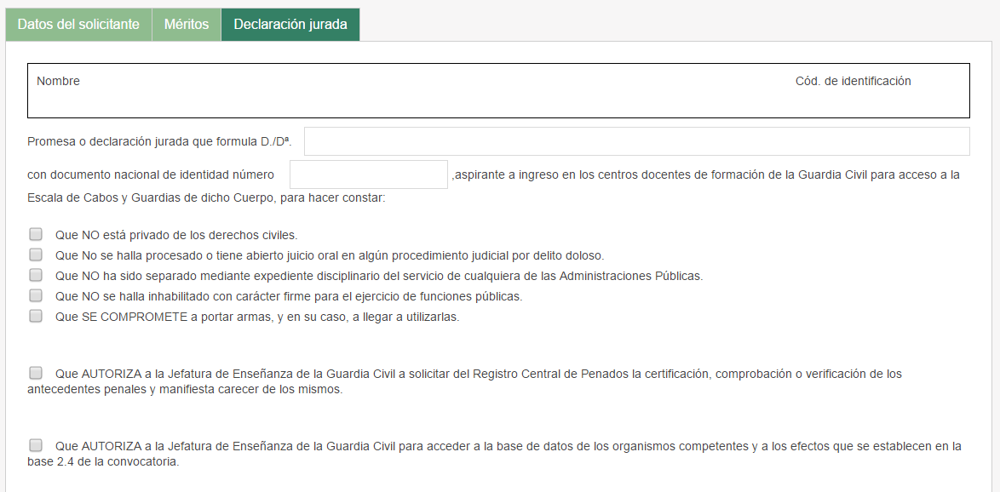 Datos del solicitante Méritos Declaración jurada
Nombre Cód. de identificación
Promesa o declaración jurada que formula D./Dª.
con documento nacional de identidad número ,aspirante a ingreso en los centros docentes de formación de la Guardia Civil para acceso a la
Escala de Cabos y Guardias de dicho Cuerpo, para hacer constar:
Que NO está privado de los derechos civiles.
Que No se halla procesado o tiene abierto juicio oral en algún procedimiento judicial por delito doloso.
Que NO ha sido separado mediante expediente disciplinario del servicio de cualquiera de las Administraciones Públicas.
Que NO se halla inhabilitado con carácter firme para el ejercicio de funciones públicas.
Que SE COMPROMETE a portar armas, y en su caso, a llegar a utilizarlas.
Que AUTORIZA a la Jefatura de Enseñanza de la Guardia Civil a solicitar del Registro Central de Penados la certificación, comprobación o verificación de los
antecedentes penales y manifiesta carecer de los mismos.
Que AUTORIZA a la Jefatura de Enseñanza de la Guardia Civil para acceder a la base de datos de los organismos competentes y a los efectos que se establecen en la
base 2.4 de la convocatoria.